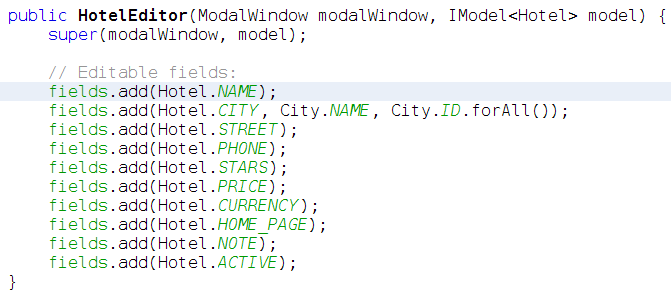 public HotelEditor(ModalWindow modalWindow, IModel<Hotel> model) {
    super(modalWindow, model);

    // Editable fields:
    fields.add(Hotel.NAME);
    fields.add(Hotel.CITY, City.NAME, City.ID.forAll());
    fields.add(Hotel.STREET);
    fields.add(Hotel.PHONE);
    fields.add(Hotel.STARS);
    fields.add(Hotel.PRICE);
    fields.add(Hotel.CURRENCY);
    fields.add(Hotel.HOME_PAGE);
    fields.add(Hotel.NOTE);
    fields.add(Hotel.ACTIVE);
}